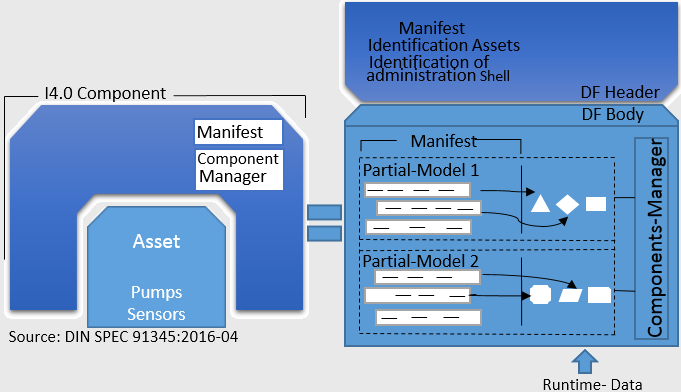 I4.0 Component
Manifest
Component
Manager
Asset
Pumps
Sensors
Source: DIN SPEC 91345:2016-04
Manifest
Identification Assets
Identification of
administration Shell
DF Header
DF Body
Manifest
Partial-Model 1
Partial-Model 2
Components-Manager
Runtime- Data